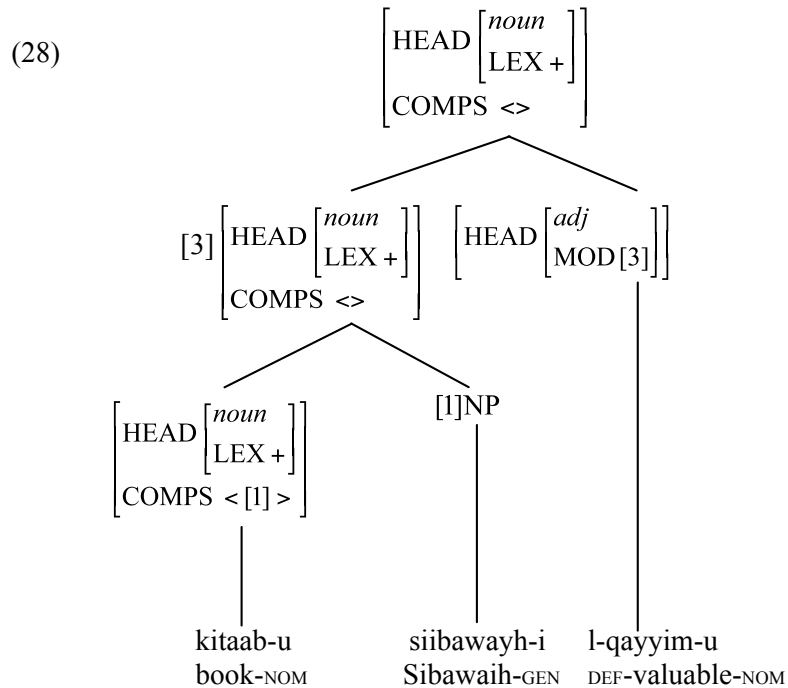 (28)
HEAD [noun
LEX +]
COMPS <>
[3] HEAD [noun
LEX +]
COMPS <>
HEAD [adj
MOD [3]]
HEAD [noun
LEX +]
COMPS < [1] >
[1]NP
kitaab-u siibawayh-i l-qayyim-u
book-NOM Sibawaih-GEN DEF-valuable-NOM